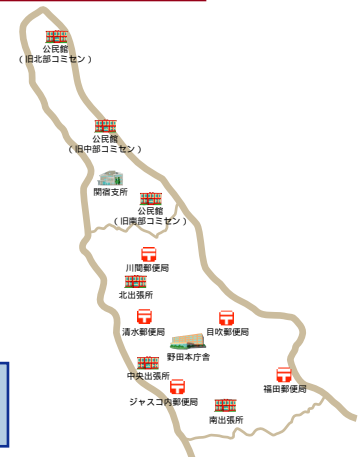 公民館
(旧北部コミセン)
公民館
(旧中部コミセン)
関宿支所
公民館
(旧南部コミセン)
川間郵便局
北出張所
清水郵便局
目吹郵便局
野田本庁舎
中央出張所
福田郵便局
ジャスコ内郵便局
南出張所